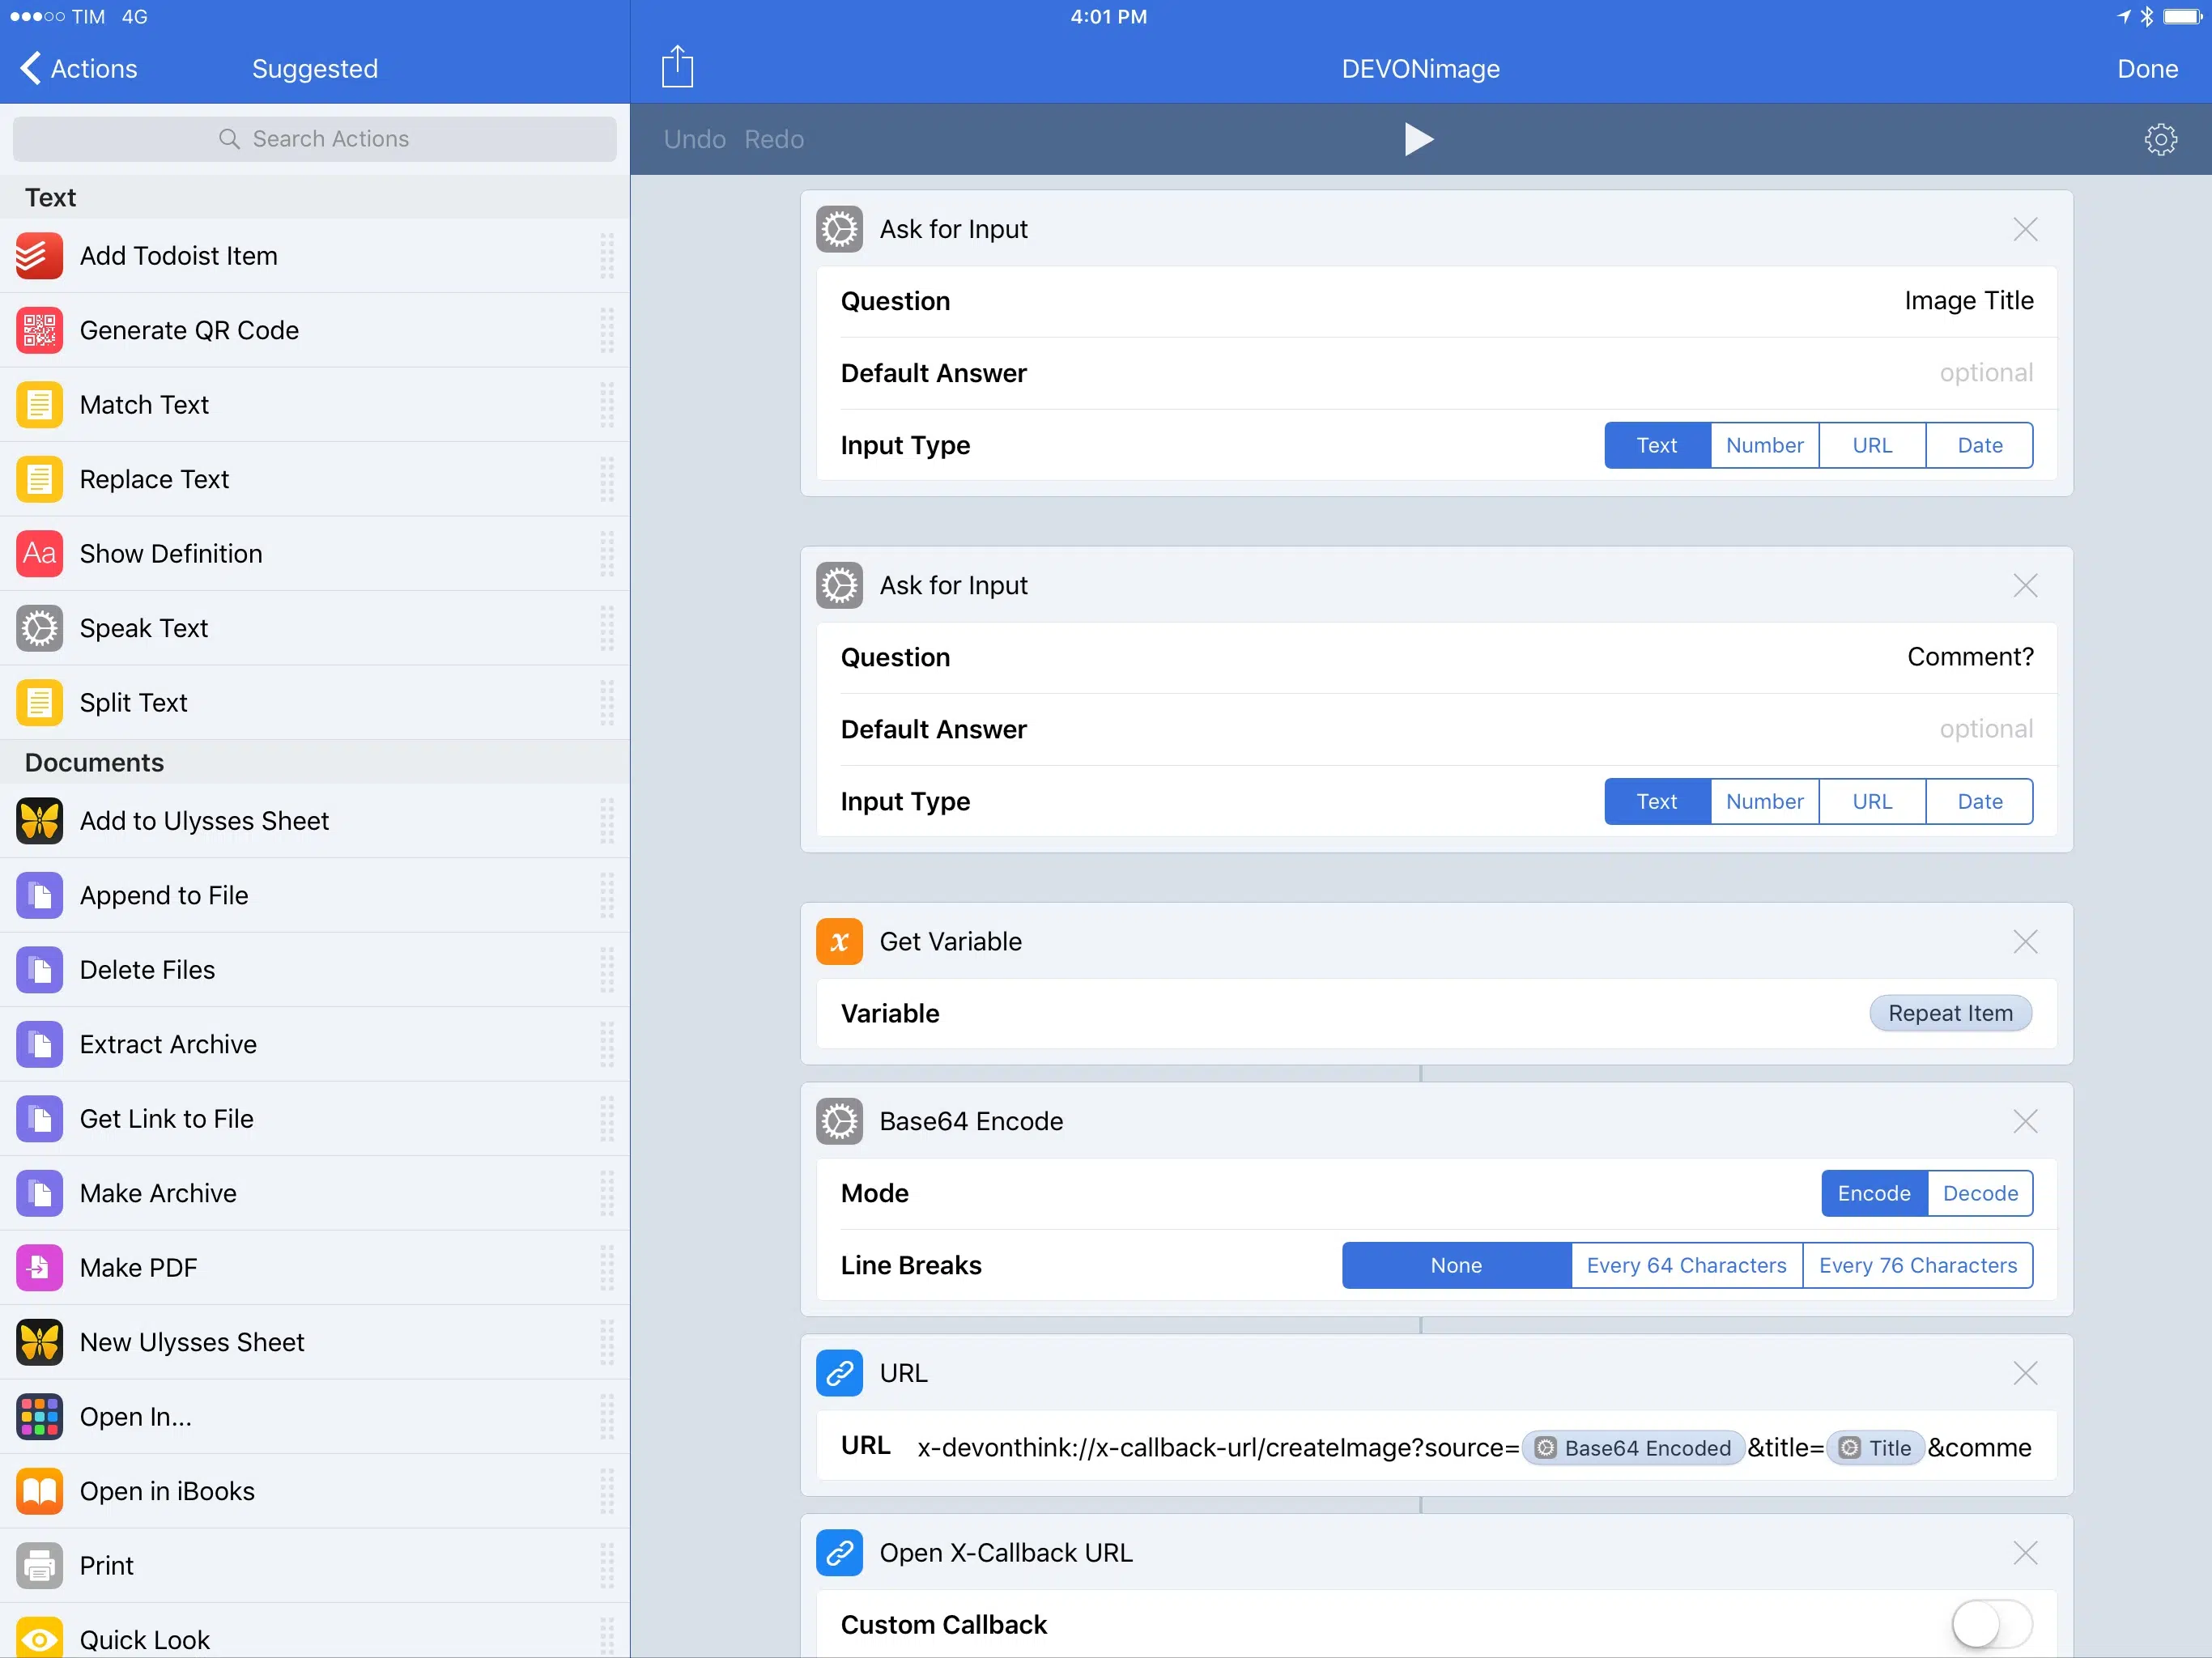 TIM 4G
4:01 PM
Actions
Suggested
DEVONimage
Done
Search Actions
Undo Redo
Text
Add Todoist Item
Generate QR Code
Match Text
Replace Text
Aa
Show Definition
Speak Text
Split Text
Documents
Add to Ulysses Sheet
Append to File
Delete Files
Extract Archive
Get Link to File
Make Archive
Make PDF
New Ulysses Sheet
Open In...
Open in iBooks
Print
Quick Look
Ask for Input
Question Image Title
Default Answer optional
Input Type Text Number URL Date
Ask for Input
Question Comment?
Default Answer optional
Input Type Text Number URL Date
x Get Variable
Variable Repeat Item
Base64 Encode
Mode Encode Decode
Line Breaks None Every 64 Characters Every 76 Characters
URL
URL x-devonthink://x-callback-url/createImage?source= Base64 Encoded &title= Title &comme
Open X-Callback URL
Custom Callback